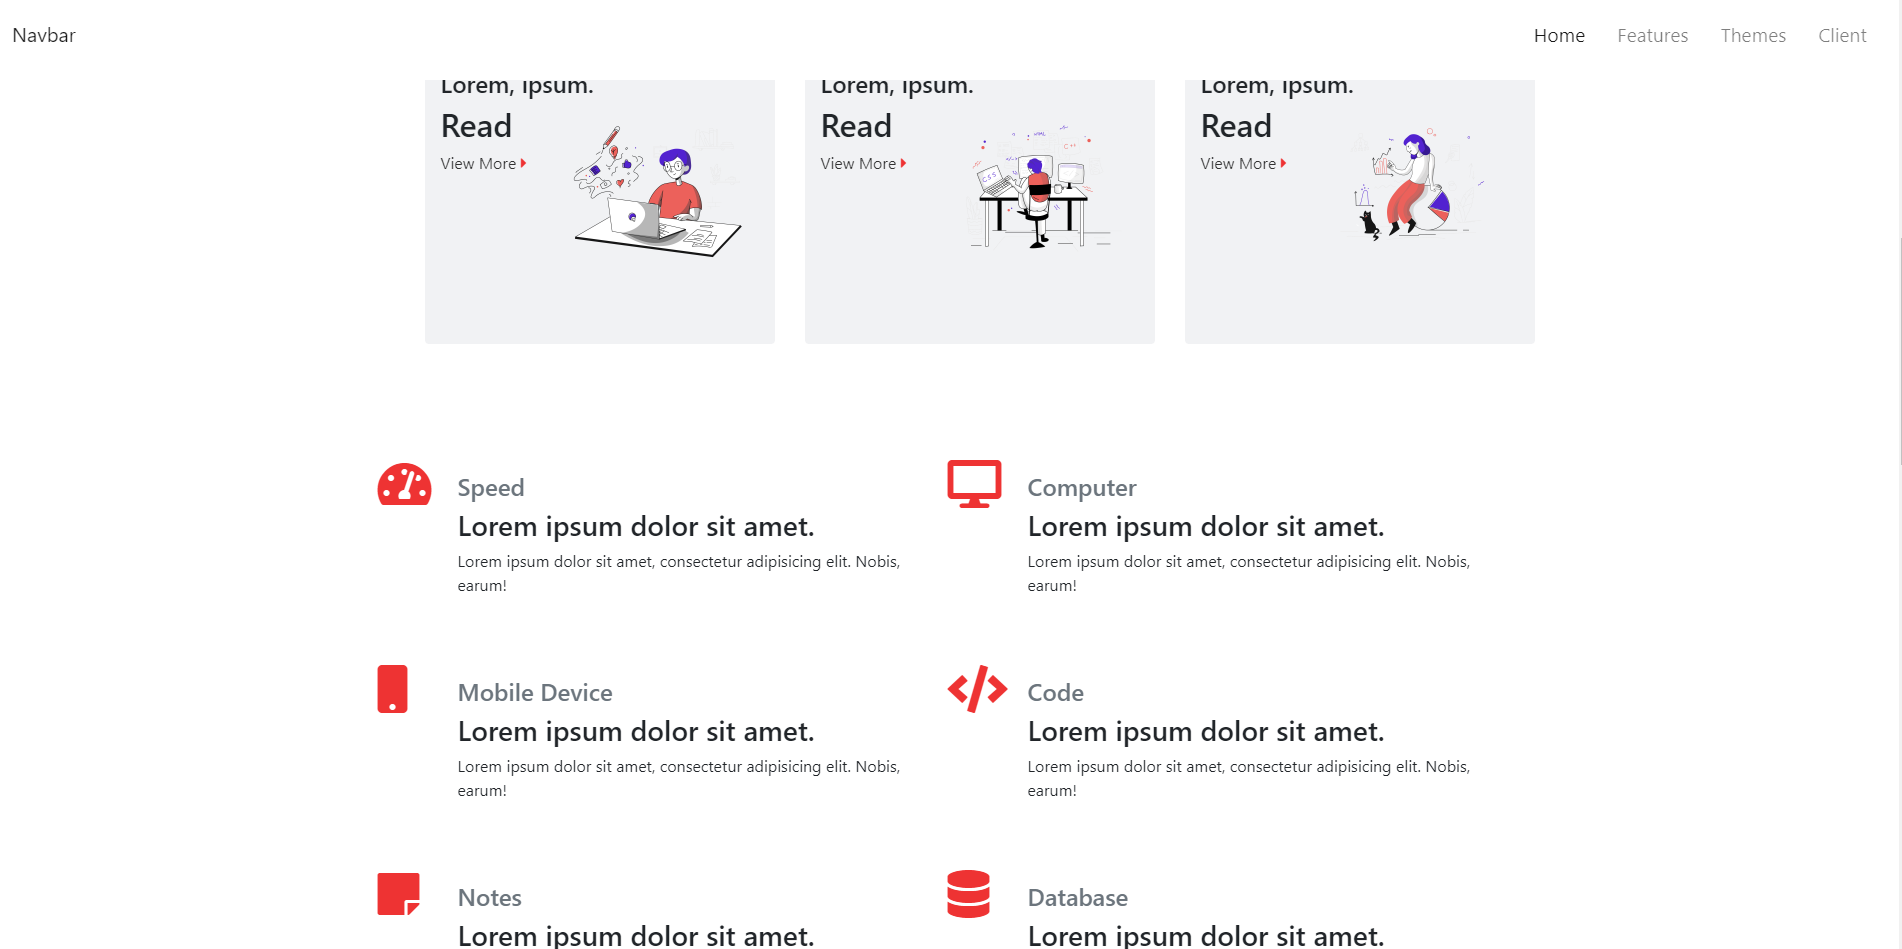 Navbar
Home Features Themes Client
Lorem, ipsum.
Read
View More
Lorem, ipsum.
Read
View More
CSS
HTML
C++
Lorem, ipsum.
Read
View More
Speed
Lorem ipsum dolor sit amet.
Lorem ipsum dolor sit amet, consectetur adipisicing elit. Nobis,
earum!
Computer
Lorem ipsum dolor sit amet.
Lorem ipsum dolor sit amet, consectetur adipisicing elit. Nobis,
earum!
Mobile Device
Lorem ipsum dolor sit amet.
Lorem ipsum dolor sit amet, consectetur adipisicing elit. Nobis,
earum!
Code
Lorem ipsum dolor sit amet.
Lorem ipsum dolor sit amet, consectetur adipisicing elit. Nobis,
earum!
Notes
Lorem ipsum dolor sit amet.
Database
Lorem ipsum dolor sit amet.